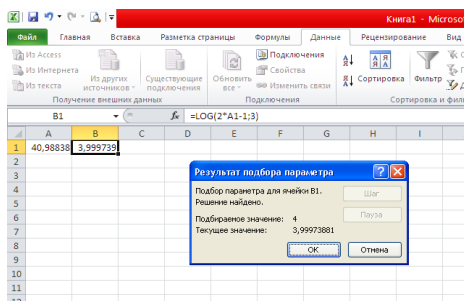 Книга1 - Microsof
Файл Главная Вставка Разметка страницы Формулы Данные Рецензирование Вид
Из Access
Из Интернета
Из текста
Из других источников
Существующие подключения
Обновить все
Подключения
Свойства
Изменить связи
Сортировка
Фильтр
Получение внешних данных Подключения Сортировка и фил
B1 fx =LOG(2*A1-1;3)
A B C D E F G H I
1 40,98838 3,999739
2
3
4
5
6
7
8
9
10
11
Результат подбора параметра
Подбор параметра для ячейки B1.
Решение найдено.
Подбираемое значение: 4
Текущее значение: 3,99973881
Шаг
Пауза
OK Отмена